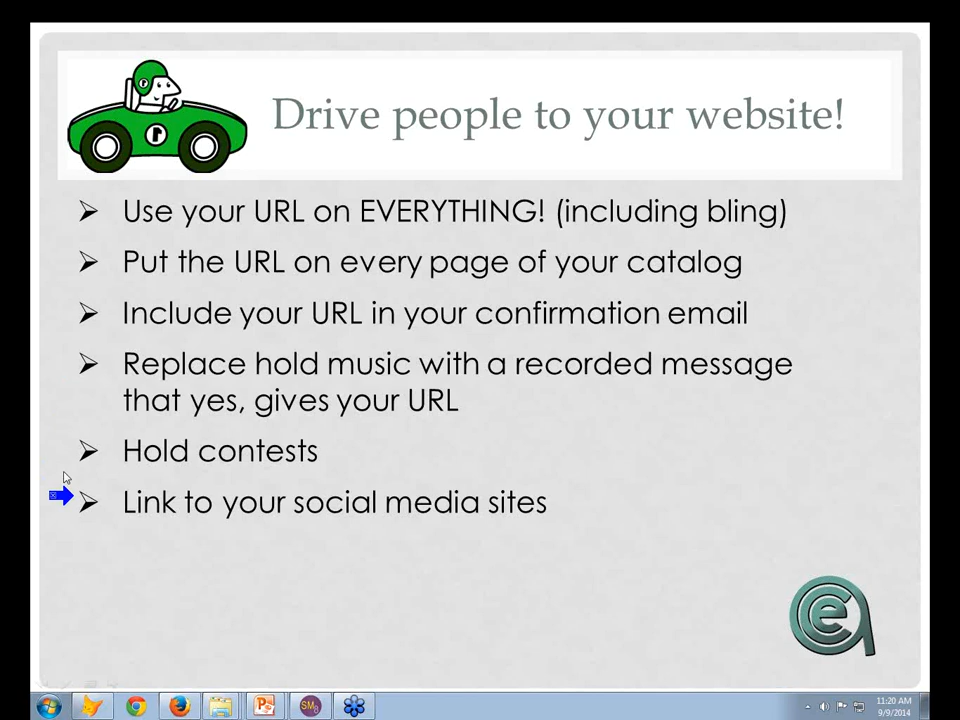 Drive people to your website!
r
r
Use your URL on EVERYTHING! (including bling)
Put the URL on every page of your catalog
Include your URL in your confirmation email
Replace hold music with a recorded message
that yes, gives your URL
Hold contests
Link to your social media sites
SM
11:20 AM
9/9/2014